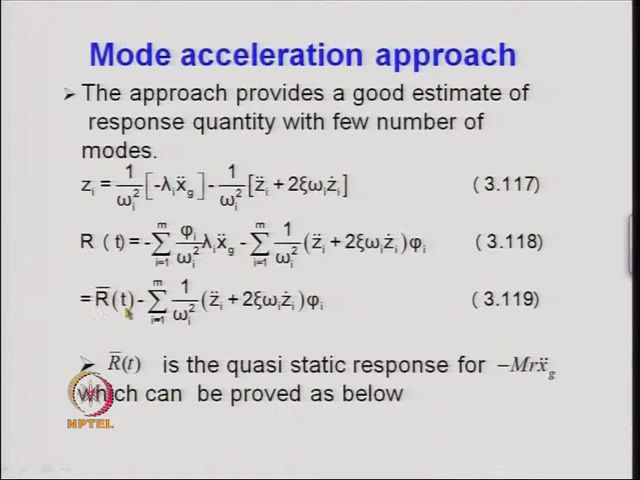 Mode acceleration approach
➤ The approach provides a good estimate of
response quantity with few number of
modes.
zᵢ = 1/ωᵢ² [-λᵢẍg] - 1/ωᵢ² [z̈ᵢ + 2ξωᵢżᵢ] (3.117)
R (t) = -∑ᵢ₌₁ᵐ φᵢ/ωᵢ² λᵢẍg - ∑ᵢ₌₁ᵐ 1/ωᵢ² (z̈ᵢ + 2ξωᵢżᵢ)φᵢ (3.118)
= R̅(t) - ∑ᵢ₌₁ᵐ 1/ωᵢ² (z̈ᵢ + 2ξωᵢżᵢ)φᵢ (3.119)
➤ R̅(t) is the quasi static response for -Mrẍg
which can be proved as below
NPTEL